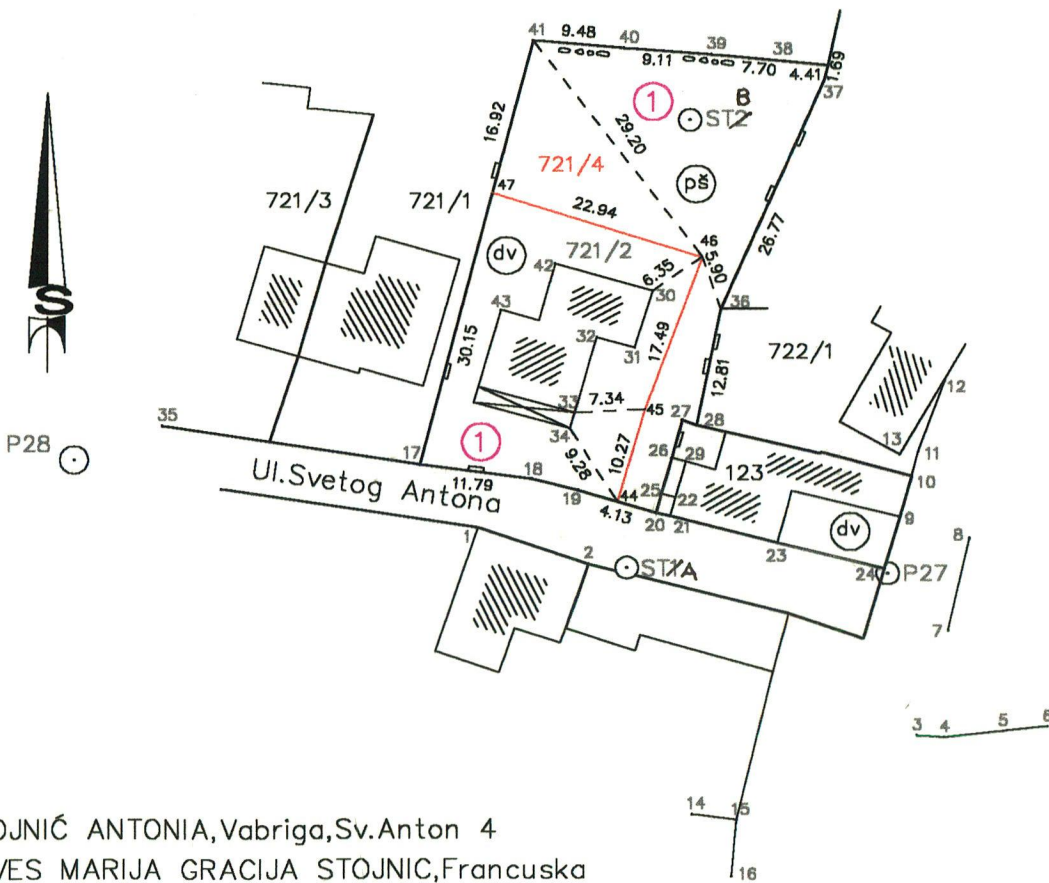 41 9.48 40 39 38
9.11 7.70 4.41 1.69
37
1 B
ST2
16.92
29.20
721/4
pš
721/3 721/1 47
22.94
26.77
46
dv 721/2
5.90
42 6.35
30 36
S
43
32
31
17.49
30.15
722/1
12.81
12
33 7.34 45
27 28
35
34
13
P28
1
26 29
11
17
9.28
10.27
123
10
Ul.Svetog Antona
11.79
18
19
44
25 22
4.13
20 21
9
dv
1
2
23
8
ST1A
24 P27
7
3 4 5 6
14 15
16
OJNIĆ ANTONIA,Vabriga,Sv.Anton 4
VES MARIJA GRACIJA STOJNIC,Francuska